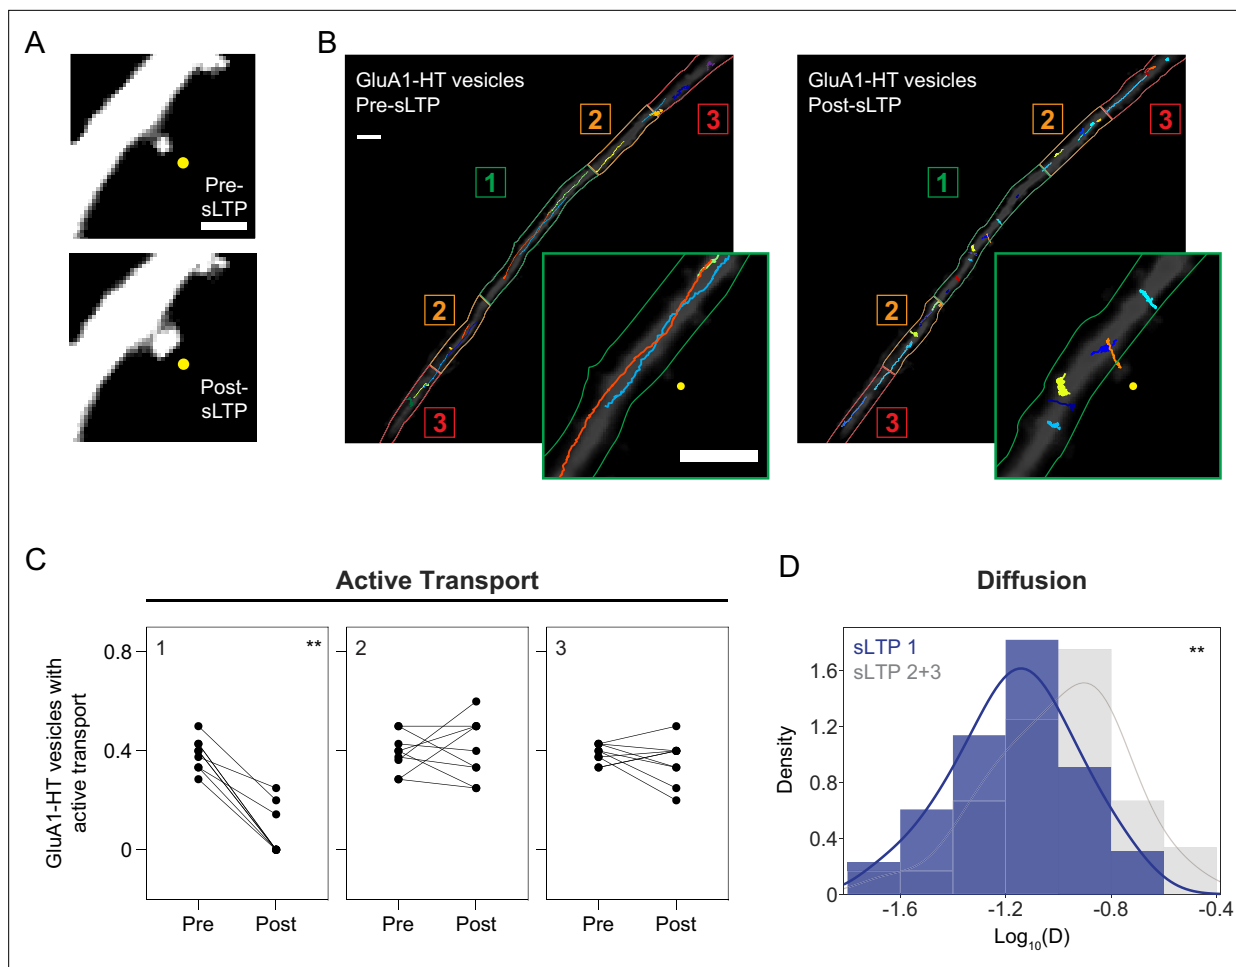 A
Pre-
sLTP
Post-
sLTP
B
GluA1-HT vesicles
Pre-sLTP
1
2
2
3
3
GluA1-HT vesicles
Post-sLTP
1
2
2
3
3
C
Active Transport
GluA1-HT vesicles with
active transport
0.8
0.4
0
1
**
Pre Post
2
Pre Post
3
Pre Post
D
Diffusion
sLTP 1
sLTP 2+3
**
Density
1.6
1.2
0.8
0.4
0
-1.6 -1.2 -0.8 -0.4
Log10(D)